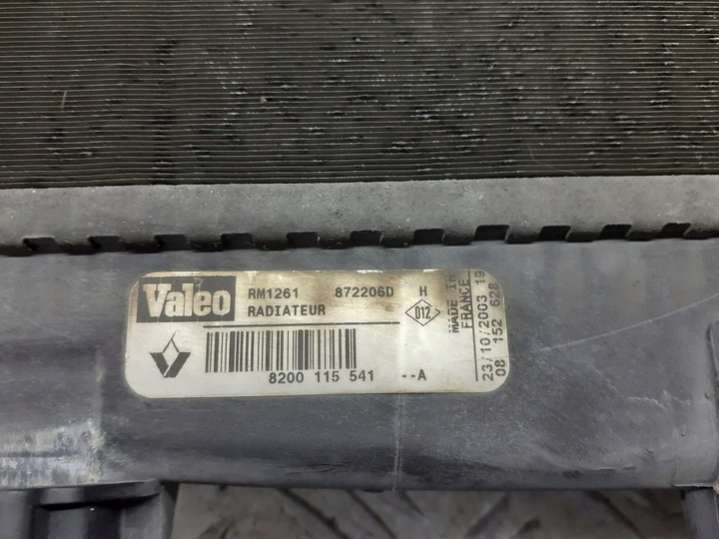 Valeo
RM1261 872206D H
RADIATEUR
D12
8200 115 541 --A
MADE IN
FRANCE
23/10/2003 19
08 152 628